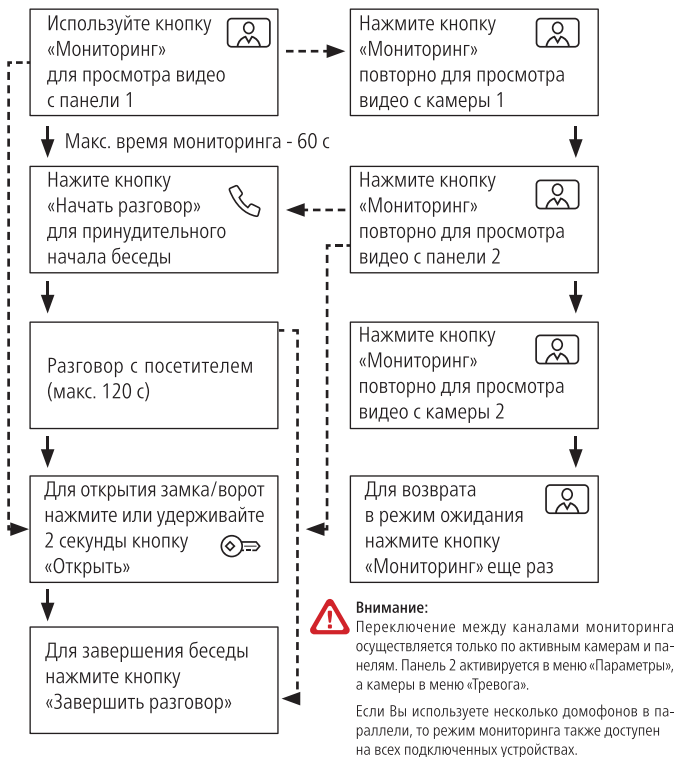 Используйте кнопку
«Мониторинг»
для просмотра видео
с панели 1
Нажмите кнопку
«Мониторинг»
повторно для просмотра
видео с камеры 1
Макс. время мониторинга - 60 с
Нажите кнопку
«Начать разговор»
для принудительного
начала беседы
Нажмите кнопку
«Мониторинг»
повторно для просмотра
видео с панели 2
Разговор с посетителем
(макс. 120 с)
Нажмите кнопку
«Мониторинг»
повторно для просмотра
видео с камеры 2
Для открытия замка/ворот
нажмите или удерживайте
2 секунды кнопку
«Открыть»
Для возврата
в режим ожидания
нажмите кнопку
«Мониторинг» еще раз
Для завершения беседы
нажмите кнопку
«Завершить разговор»
Внимание:
Переключение между каналами мониторинга
осуществляется только по активным камерам и па-
нелям. Панель 2 активируется в меню «Параметры»,
а камеры в меню «Тревога».
Если Вы используете несколько домофонов в па-
раллели, то режим мониторинга также доступен
на всех подключенных устройствах.